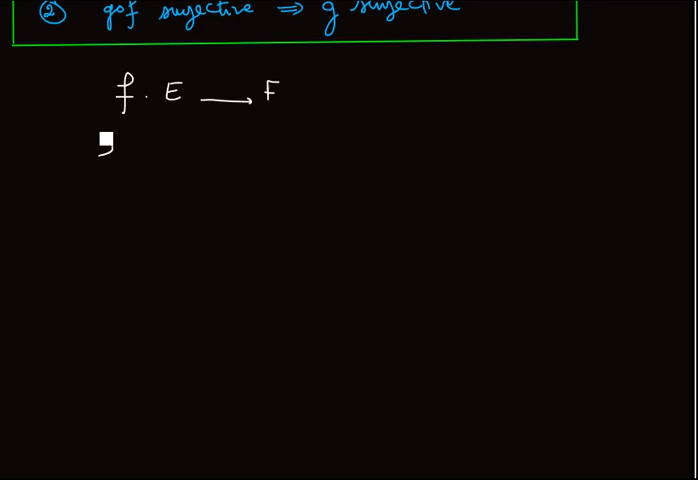 ② gof surjective ⇒ g surjective
f . E ⟶ F